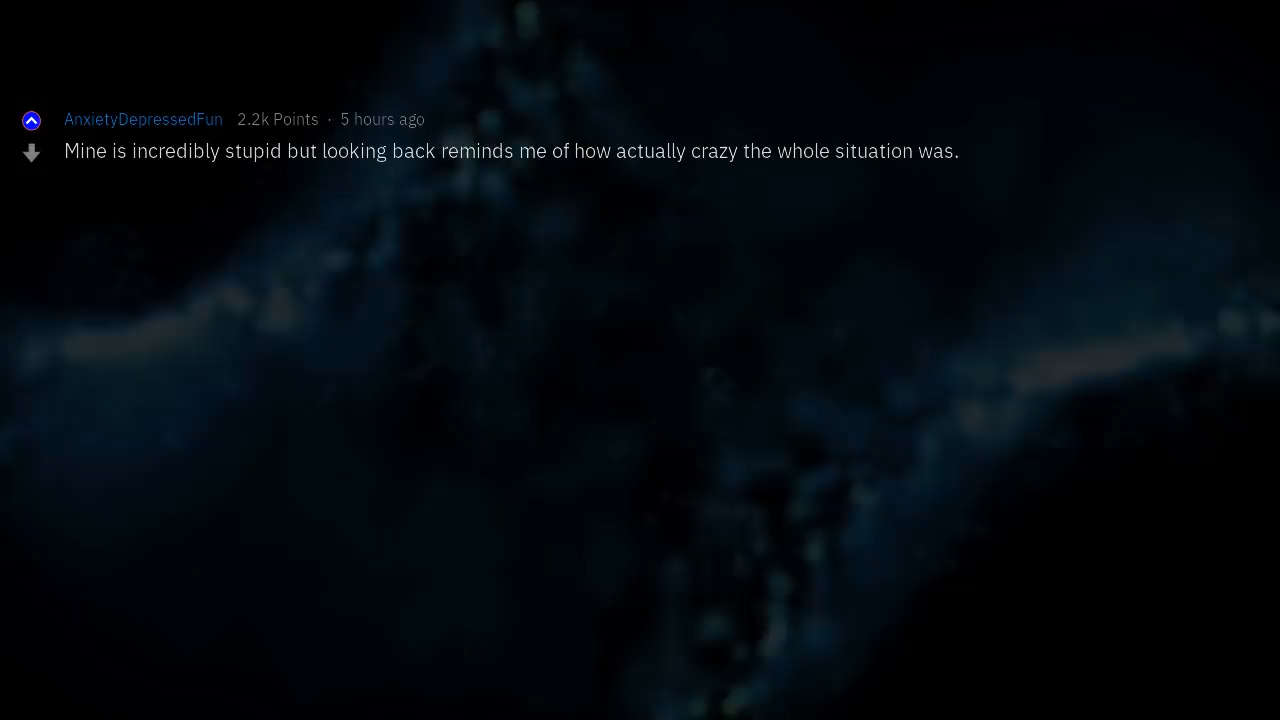 AnxietyDepressedFun 2.2k Points · 5 hours ago
Mine is incredibly stupid but looking back reminds me of how actually crazy the whole situation was.